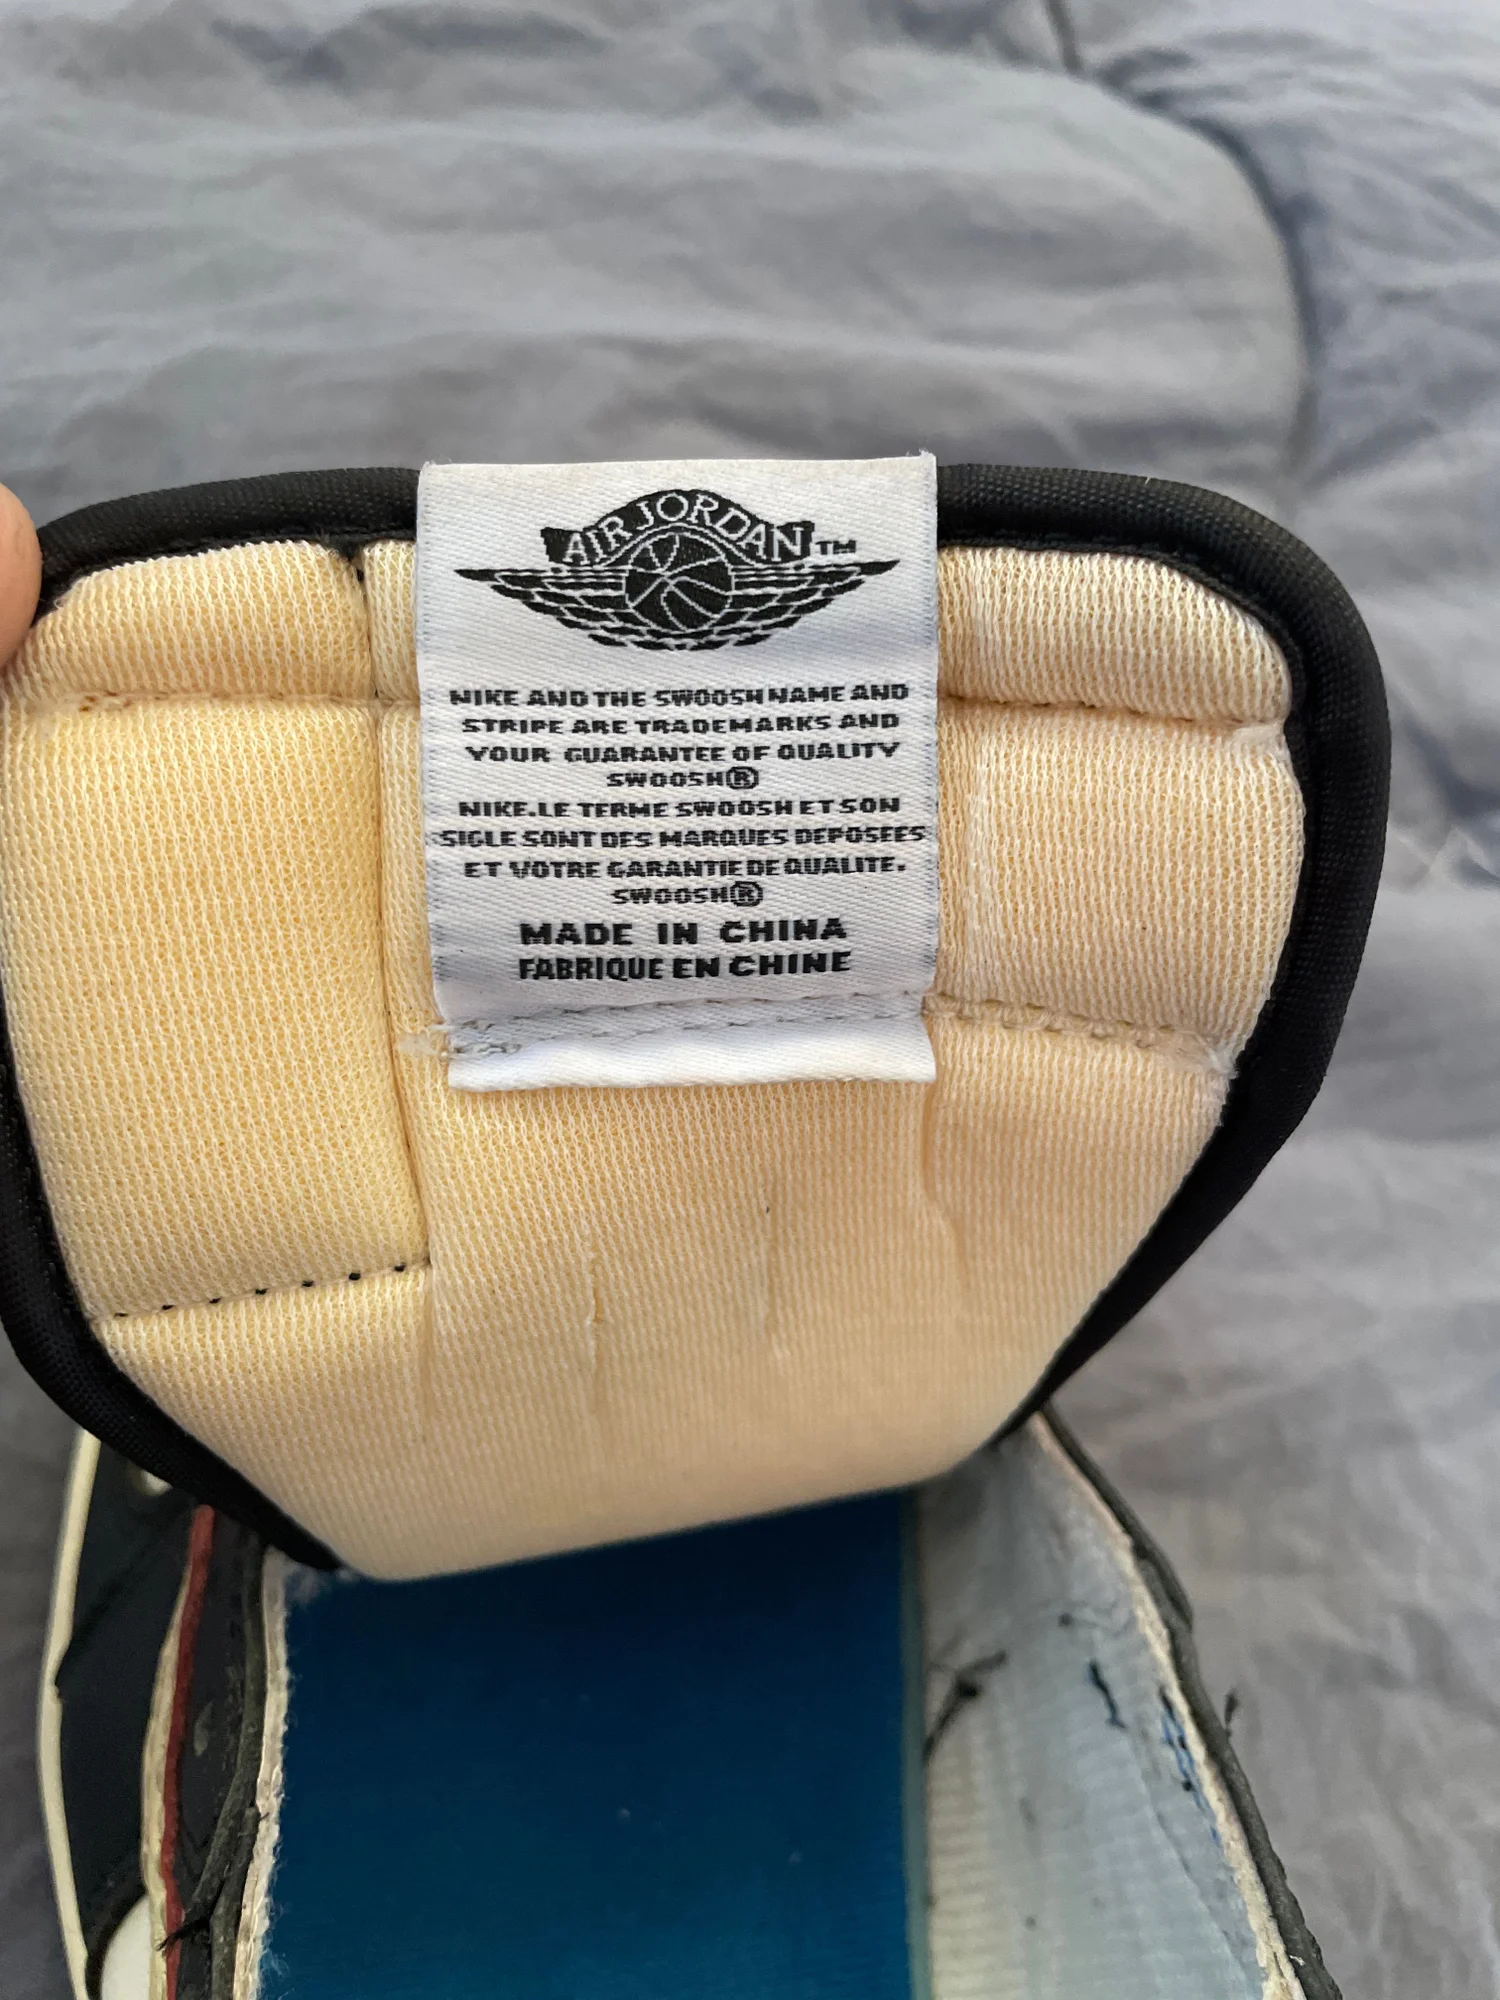 AIR JORDAN™
NIKE AND THE SWOOSH NAME AND
STRIPE ARE TRADEMARKS AND
YOUR GUARANTEE OF QUALITY
SWOOSH®
NIKE.LE TERME SWOOSH ET SON
SIGLE SONT DES MARQUES DEPOSEES
ET VOTRE GARANTIE DE QUALITE.
SWOOSH®
MADE IN CHINA
FABRIQUE EN CHINE